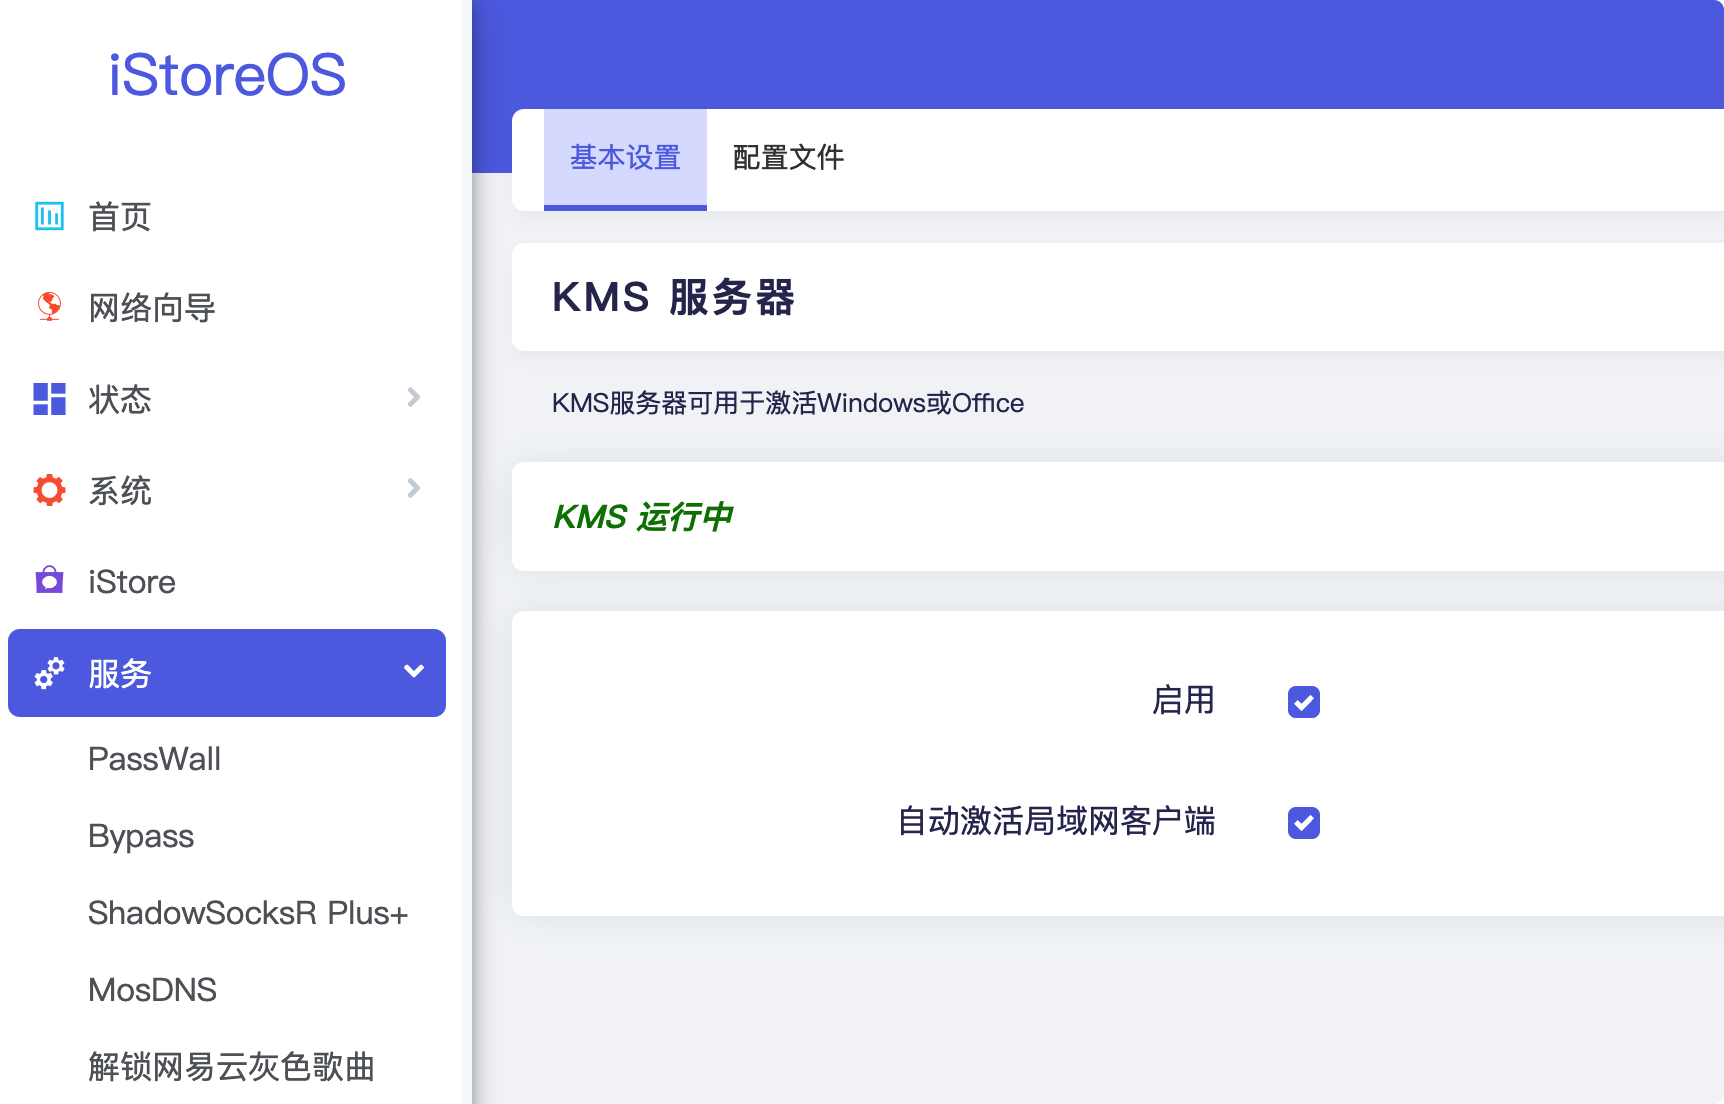 iStoreOS
首页
网络向导
状态
系统
iStore
服务
PassWall
Bypass
ShadowSocksR Plus+
MosDNS
解锁网易云灰色歌曲
基本设置
配置文件
KMS 服务器
KMS服务器可用于激活Windows或Office
KMS 运行中
启用
自动激活局域网客户端